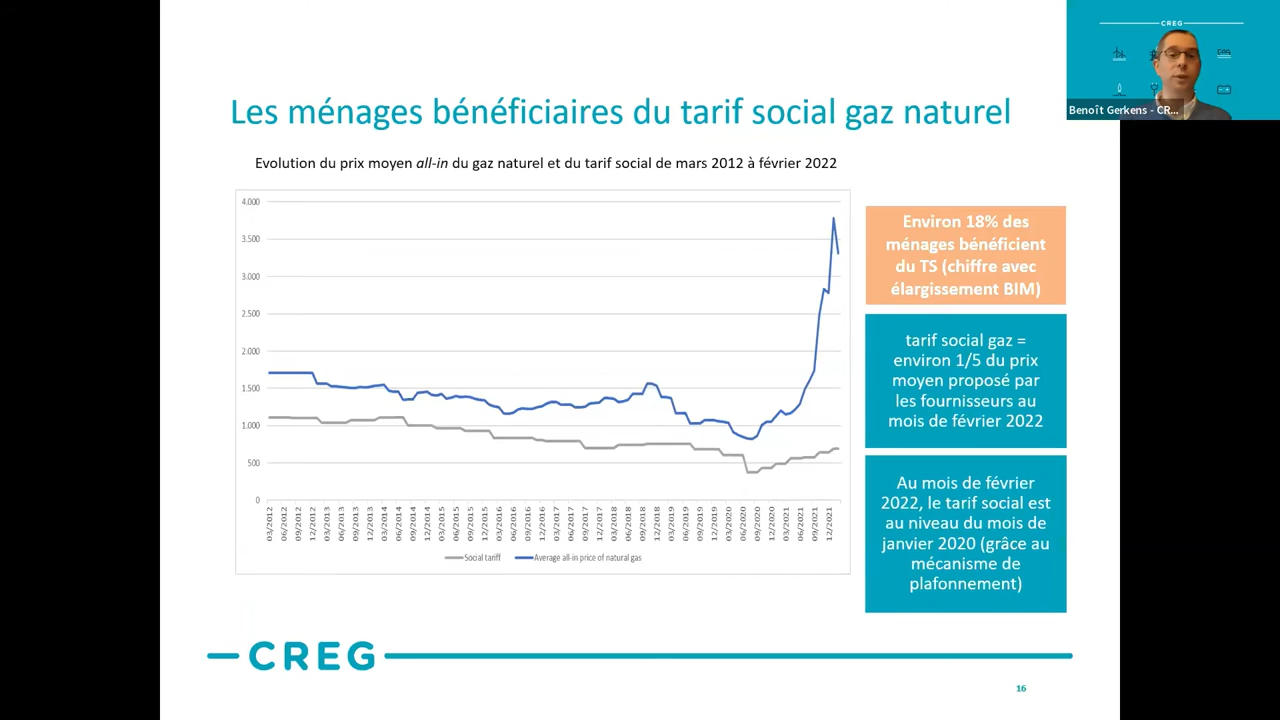 CREG
Benoît Gerkens - CR...
Les ménages bénéficiaires du tarif social gaz naturel
Evolution du prix moyen all-in du gaz naturel et du tarif social de mars 2012 à février 2022
4.000
3.500
3.000
2.500
2.000
1.500
1.000
500
0
03/2012
06/2012
09/2012
12/2012
03/2013
06/2013
09/2013
12/2013
03/2014
06/2014
09/2014
12/2014
03/2015
06/2015
09/2015
12/2015
03/2016
06/2016
09/2016
12/2016
03/2017
06/2017
09/2017
12/2017
03/2018
06/2018
09/2018
12/2018
03/2019
06/2019
09/2019
12/2019
03/2020
06/2020
09/2020
12/2020
03/2021
06/2021
09/2021
12/2021
Social tariff
Average all-in price of natural gas
Environ 18% des
ménages bénéficient
du TS (chiffre avec
élargissement BIM)
tarif social gaz =
environ 1/5 du prix
moyen proposé par
les fournisseurs au
mois de février 2022
Au mois de février
2022, le tarif social est
au niveau du mois de
janvier 2020 (grâce au
mécanisme de
plafonnement)
CREG
16